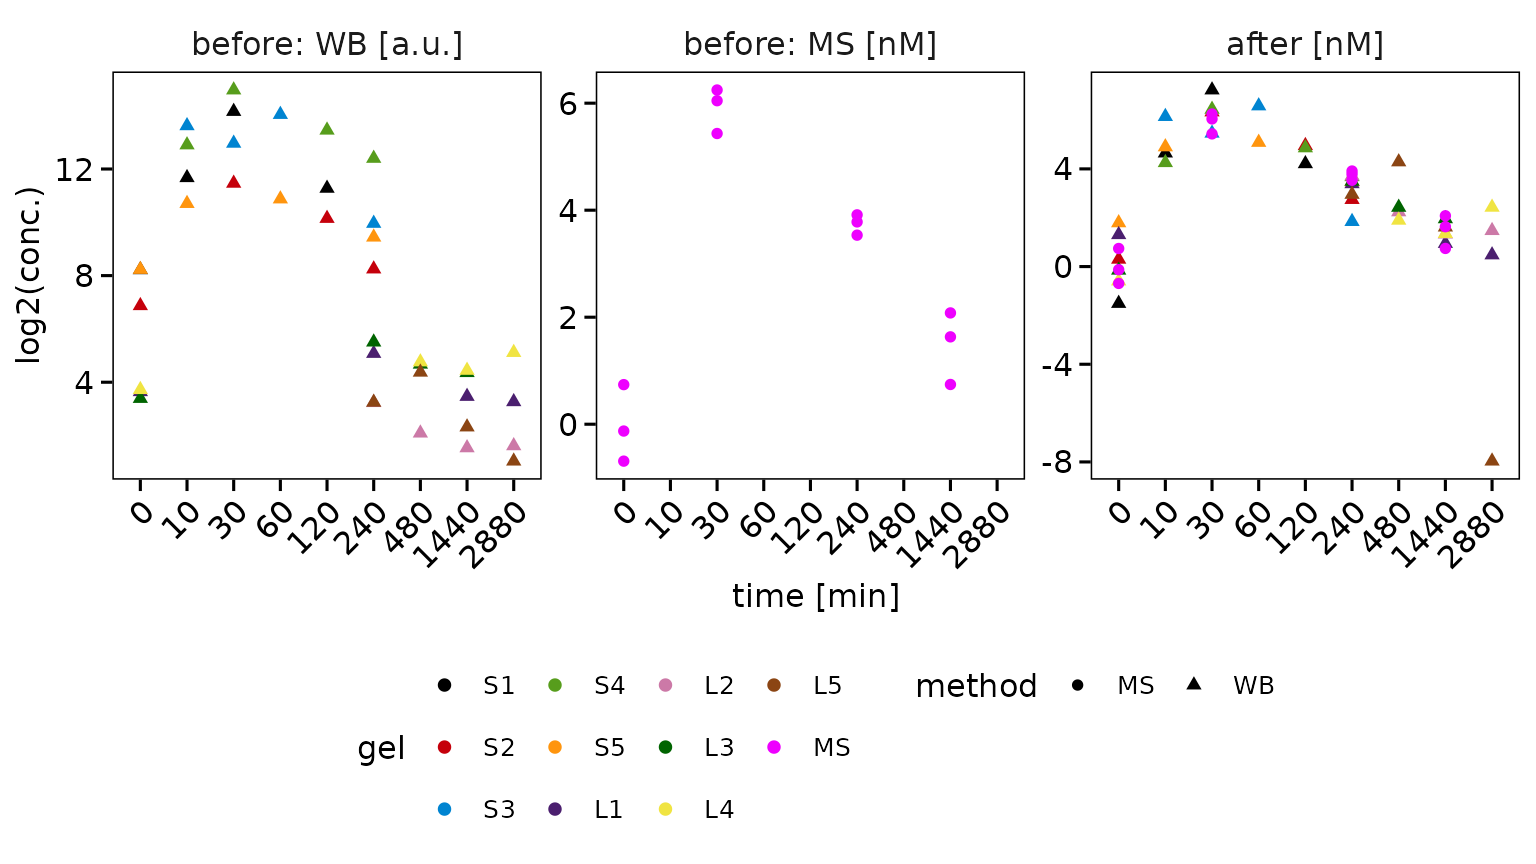 before: WB [a.u.]
before: MS [nM]
after [nM]
log2(conc.)
12
8
4
0 10 30 60 120 240 480 1440 2880
6
4
2
0
0 10 30 60 120 240 480 1440 2880
4
0
-4
-8
0 10 30 60 120 240 480 1440 2880
time [min]
gel
S1 S4 L2 L5
S2 S5 L3 MS
S3 L1 L4
method MS WB